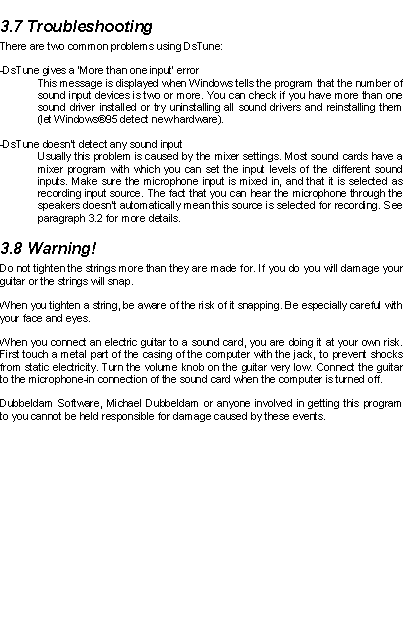 3.7 Troubleshooting
There are two common problems using DsTune:
-DsTune gives a 'More than one input' error
This message is displayed when Windows tells the program that the number of
sound input devices is two or more. You can check if you have more than one
sound driver installed or try uninstalling all sound drivers and reinstalling them
(let Windows®95 detect new hardware).
-DsTune doesn't detect any sound input
Usually this problem is caused by the mixer settings. Most sound cards have a
mixer program with which you can set the input levels of the different sound
inputs. Make sure the microphone input is mixed in, and that it is selected as
recording input source. The fact that you can hear the microphone through the
speakers doesn't automatically mean this source is selected for recording. See
paragraph 3.2 for more details.
3.8 Warning!
Do not tighten the strings more than they are made for. If you do you will damage your
guitar or the strings will snap.
When you tighten a string, be aware of the risk of it snapping. Be especially careful with
your face and eyes.
When you connect an electric guitar to a sound card, you are doing it at your own risk.
First touch a metal part of the casing of the computer with the jack, to prevent shocks
from static electricity. Turn the volume knob on the guitar very low. Connect the guitar
to the microphone-in connection of the sound card when the computer is turned off.
Dubbeldam Software, Michael Dubbeldam or anyone involved in getting this program
to you cannot be held responsible for damage caused by these events.